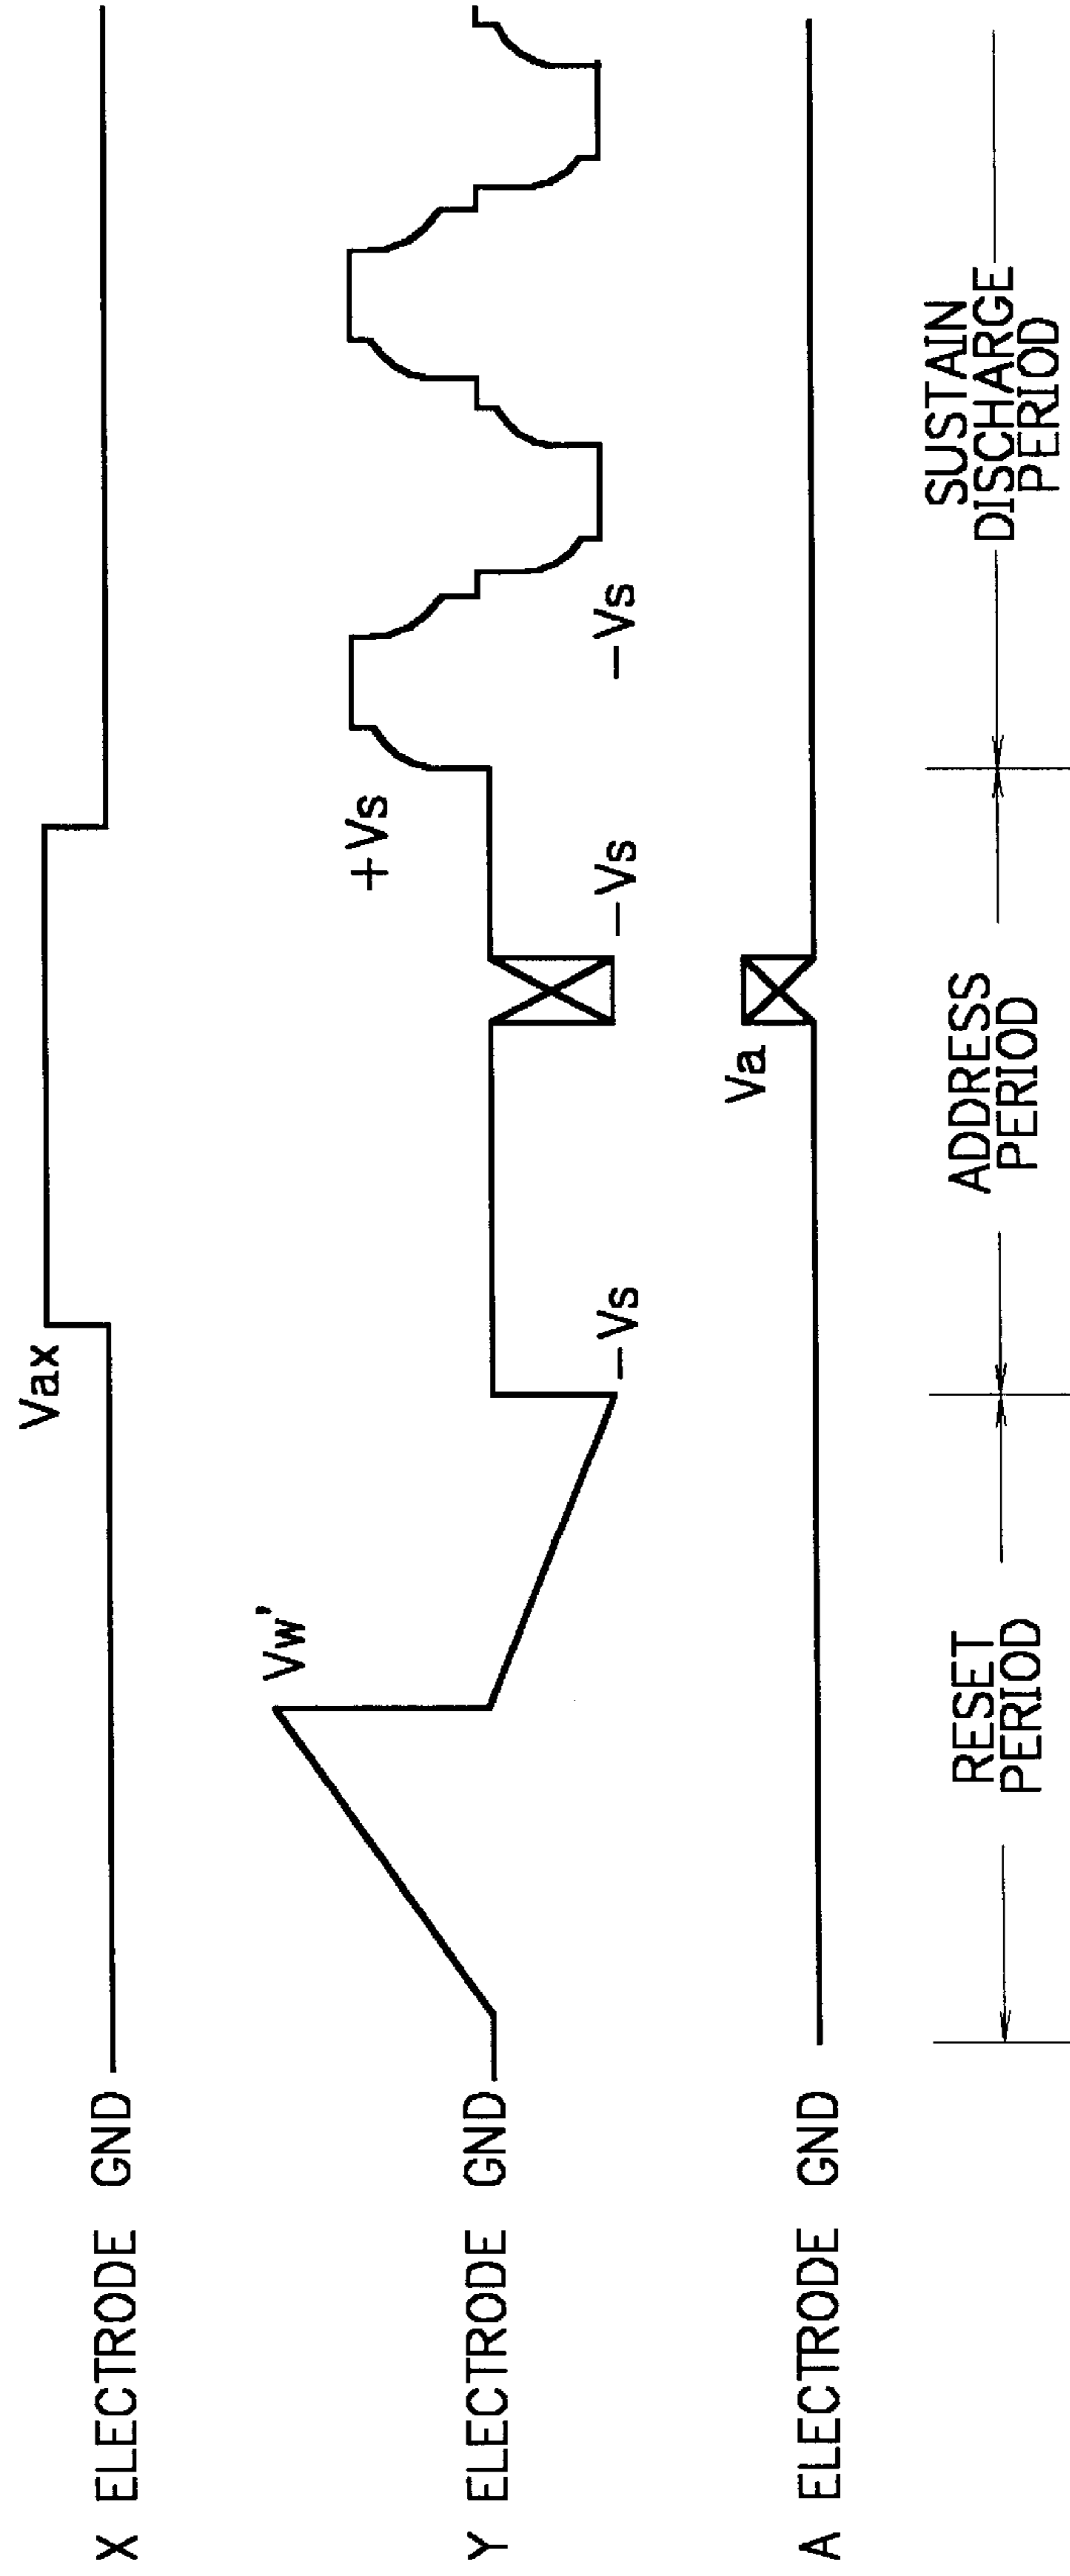 X ELECTRODE GND
Vax
Y ELECTRODE GND
Vw'
−Vs
−Vs
+Vs
−Vs
A ELECTRODE GND
Va
RESET
PERIOD
ADDRESS
PERIOD
SUSTAIN
DISCHARGE
PERIOD